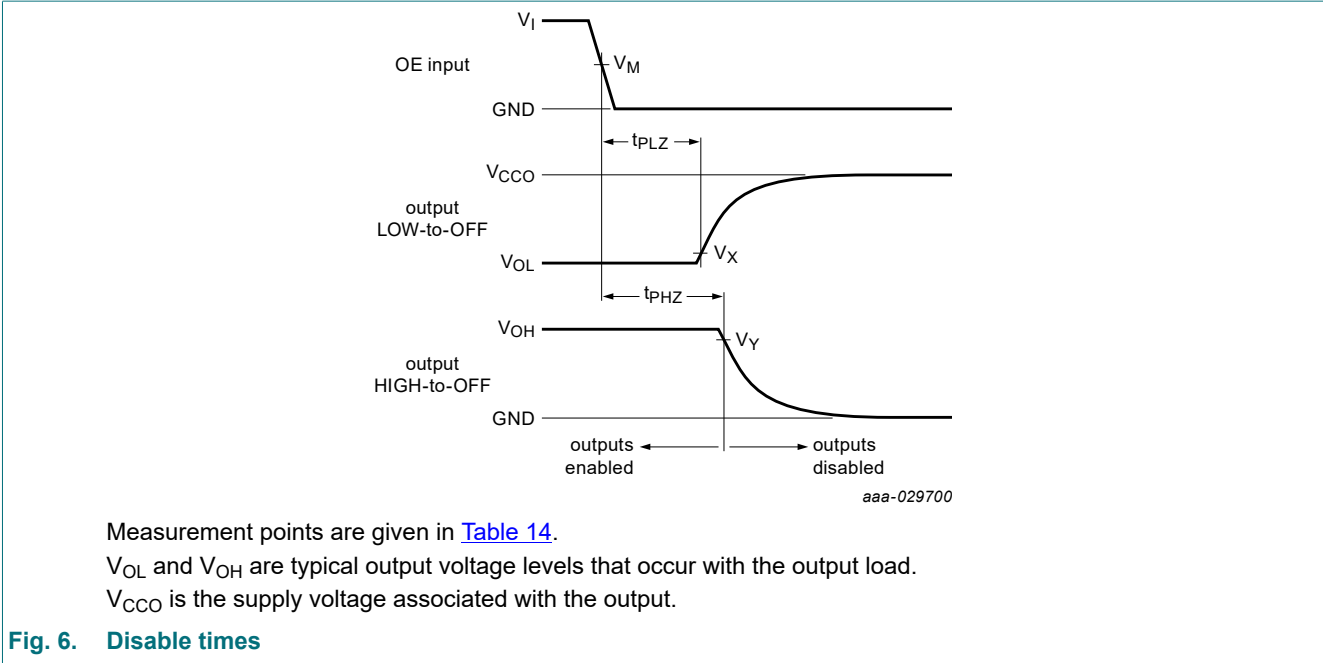 VI
OE input
VM
GND
tPLZ
VCCO
output
LOW-to-OFF
VX
VOL
tPHZ
VOH
VY
output
HIGH-to-OFF
GND
outputs enabled
outputs disabled
aaa-029700
Measurement points are given in Table 14.
VOL and VOH are typical output voltage levels that occur with the output load.
VCCO is the supply voltage associated with the output.
Fig. 6. Disable times